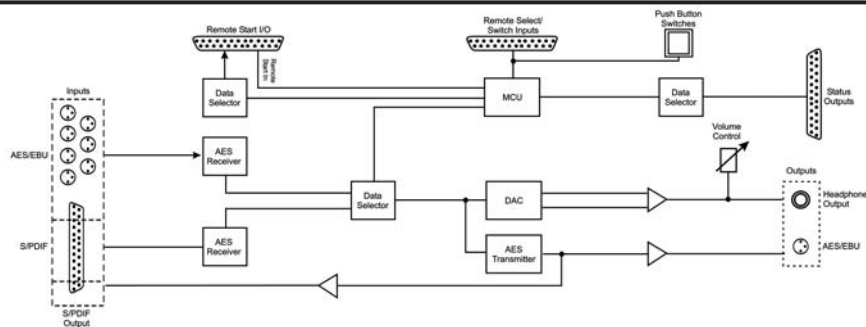 Remote Start I/O
Remote Select/
Switch Inputs
Push Button
Switches
Remote
Start In
Inputs
Data
Selector
MCU
Data
Selector
Status
Outputs
Volume
Control
AES/EBU
AES
Receiver
Outputs
Data
Selector
DAC
Headphone
Output
S/PDIF
AES
Receiver
AES
Transmitter
AES/EBU
S/PDIF
Output